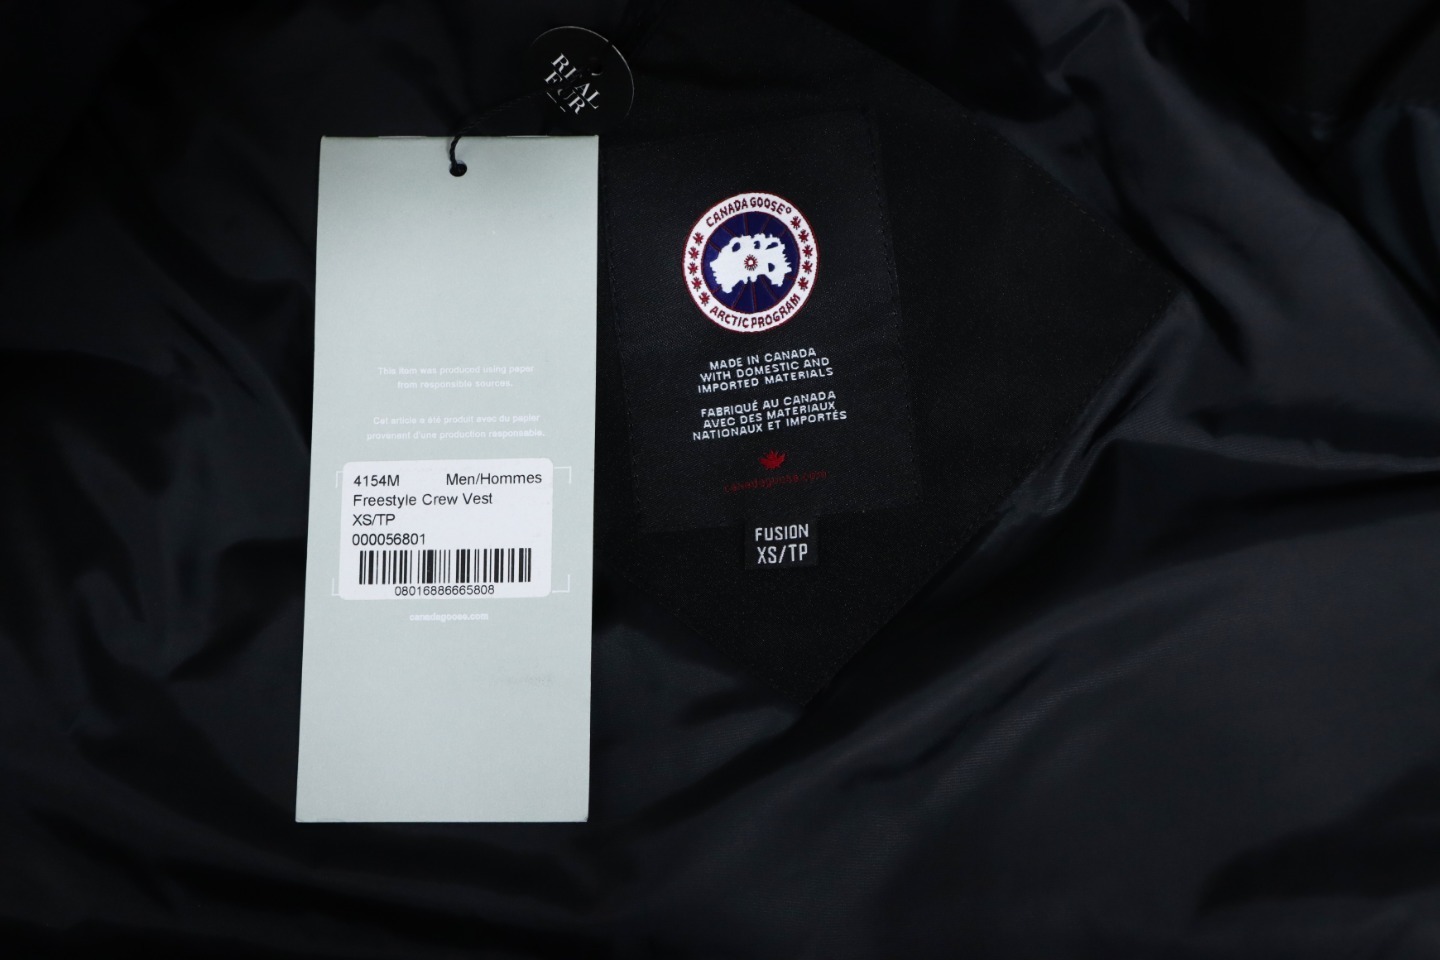 REAL
FUR
This item was produced using paper
from responsible sources.
Cet article a été produit avec du papier
provenant d'une production responsable.
4154M Men/Hommes
Freestyle Crew Vest
XS/TP
000056801
08016886665808
canadagoose.com
CANADA GOOSE®
ARCTIC PROGRAM
MADE IN CANADA
WITH DOMESTIC AND
IMPORTED MATERIALS
FABRIQUÉ AU CANADA
AVEC DES MATERIAUX
NATIONAUX ET IMPORTÉS
canadagoose.com
FUSION
XS/TP